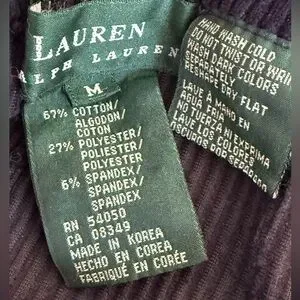 LAUREN
RALPH LAUREN
M
67% COTTON/
ALGODON/
COTON
27% POLYESTER/
POLIESTER/
POLYESTER
6% SPANDEX/
SPANDEX/
SPANDEX
RN 54050
CA 08349
MADE IN KOREA
HECHO EN COREA
FABRIQUÉ EN CORÉE
HAND WASH COLD
DO NOT TWIST OR WRING
WASH DARK COLORS
SEPARATELY
RESHAPE DRY FLAT
LAVE A MANO EN
AGUA FRIA
NO TUERZA NI EXPRIMA
LAVE LOS COLORES
OSCUROS POR SEPARADO